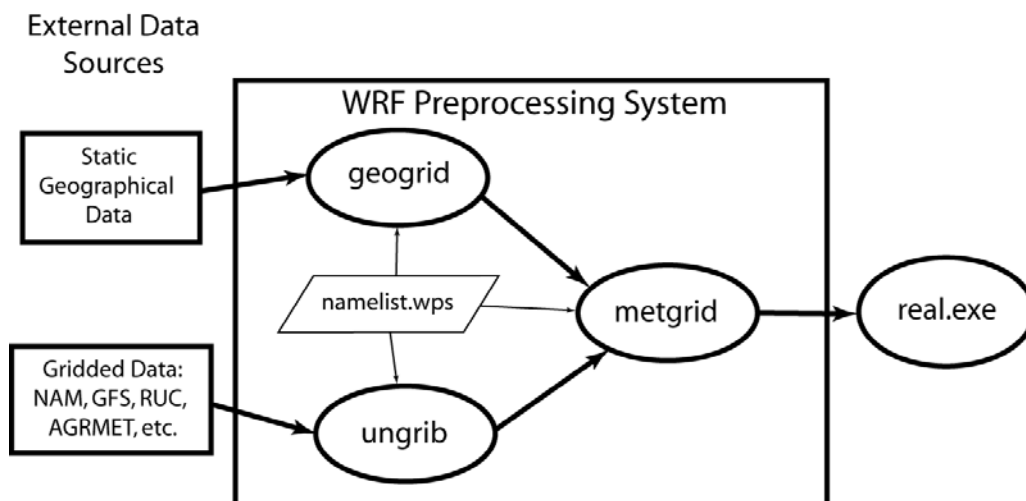 External Data
Sources
WRF Preprocessing System
Static
Geographical
Data
geogrid
namelist.wps
metgrid
real.exe
Gridded Data:
NAM, GFS, RUC,
AGRMET, etc.
ungrib